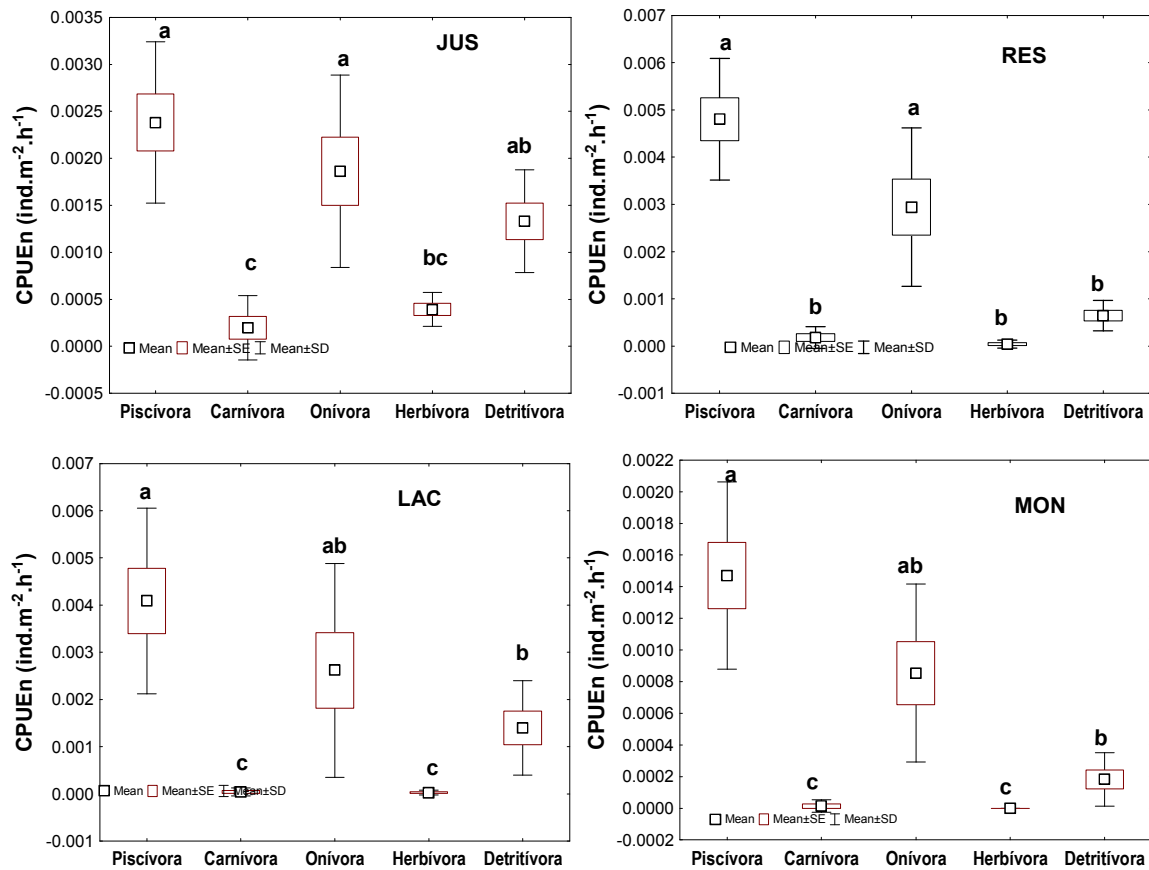 JUS
CPUEn (ind.m⁻².h⁻¹)
0.0035
0.0030
0.0025
0.0020
0.0015
0.0010
0.0005
0.0000
-0.0005
a
c
a
bc
ab
Mean Mean±SE Mean±SD
Piscívora Carnívora Onívora Herbívora Detritívora
RES
CPUEn (ind.m⁻².h⁻¹)
0.007
0.006
0.005
0.004
0.003
0.002
0.001
0.000
-0.001
a
b
a
b
b
Mean Mean±SE Mean±SD
Piscívora Carnívora Onívora Herbívora Detritívora
LAC
CPUEn (ind.m⁻².h⁻¹)
0.007
0.006
0.005
0.004
0.003
0.002
0.001
0.000
-0.001
a
c
ab
c
b
Mean Mean±SE Mean±SD
Piscívora Carnívora Onívora Herbívora Detritívora
MON
CPUEn (ind.m⁻².h⁻¹)
0.0022
0.0020
0.0018
0.0016
0.0014
0.0012
0.0010
0.0008
0.0006
0.0004
0.0002
0.0000
-0.0002
a
c
ab
c
b
Mean Mean±SE Mean±SD
Piscívora Carnívora Onívora Herbívora Detritívora